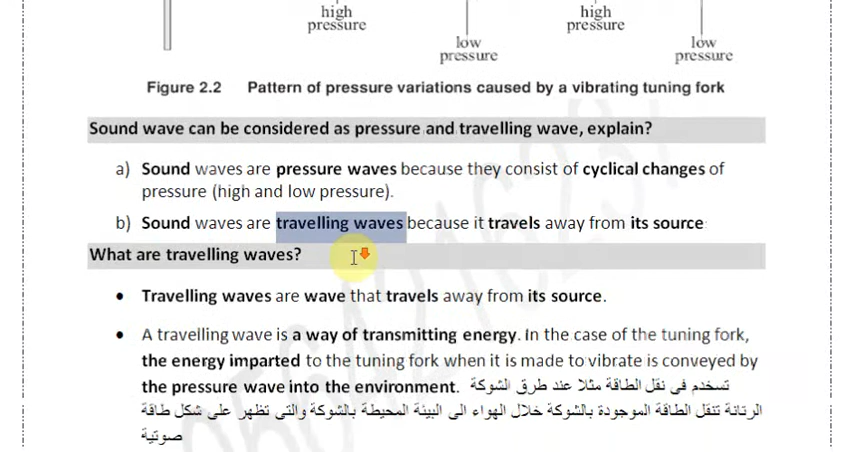 high
pressure
high
pressure
low
pressure
low
pressure
Figure 2.2 Pattern of pressure variations caused by a vibrating tuning fork
Sound wave can be considered as pressure and travelling wave, explain?
a) Sound waves are pressure waves because they consist of cyclical changes of
pressure (high and low pressure).
b) Sound waves are travelling waves because it travels away from its source
What are travelling waves?
• Travelling waves are wave that travels away from its source.
• A travelling wave is a way of transmitting energy. In the case of the tuning fork,
the energy imparted to the tuning fork when it is made to vibrate is conveyed by
the pressure wave into the environment. تستخدم فى نقل الطاقة مثلا عند طرق الشوكة
الرنانة تنتقل الطاقة الموجودة بالشوكة خلال الهواء الى البيئة المحيطة بالشوكة والتى تظهر على شكل طاقة
صوتية